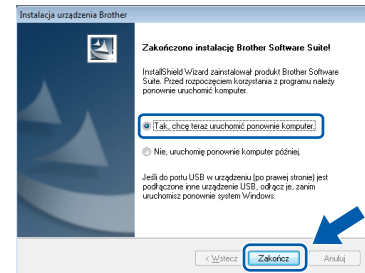 Instalacja urządzenia Brother
Zakończono instalację Brother Software Suite!
InstallShield Wizard zainstalował produkt Brother Software
Suite. Przed rozpoczęciem korzystania z programu należy
ponownie uruchomić komputer.
Tak, chcę teraz uruchomić ponownie komputer.
Nie, uruchomię ponownie komputer później.
Jeśli do portu USB w urządzeniu (po prawej stronie) jest
podłączone inne urządzenie USB, odłącz je, zanim
uruchomisz ponownie system Windows.
< Wstecz
Zakończ
Anuluj